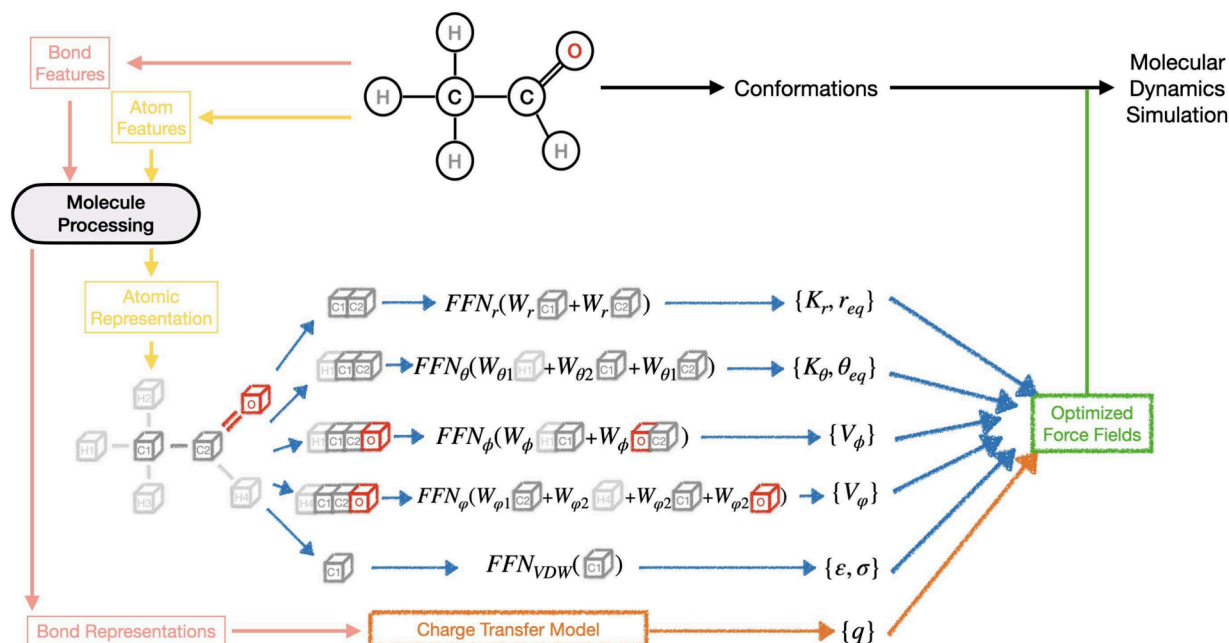 Bond
Features
Atom
Features
H
H
C
H
C
O
H
Conformations
Molecular
Dynamics
Simulation
Molecule
Processing
Atomic
Representation
H2
H1
C1
C2
O
H3
H4
C1 C2
FFN_r(W_r C1 + W_r C2)
{K_r, r_eq}
H1 C1 C2
FFN_θ(W_θ1 H1 + W_θ2 C1 + W_θ1 C2)
{K_θ, θ_eq}
H1 C1 C2 O
FFN_ϕ(W_ϕ H1 C1 + W_ϕ O C2)
{V_ϕ}
H4 C1 C2 O
FFN_φ(W_φ1 C2 + W_φ2 H4 + W_φ2 C1 + W_φ2 O)
{V_φ}
C1
FFN_VDW(C1)
{ε, σ}
Optimized
Force Fields
Bond Representations
Charge Transfer Model
{q}